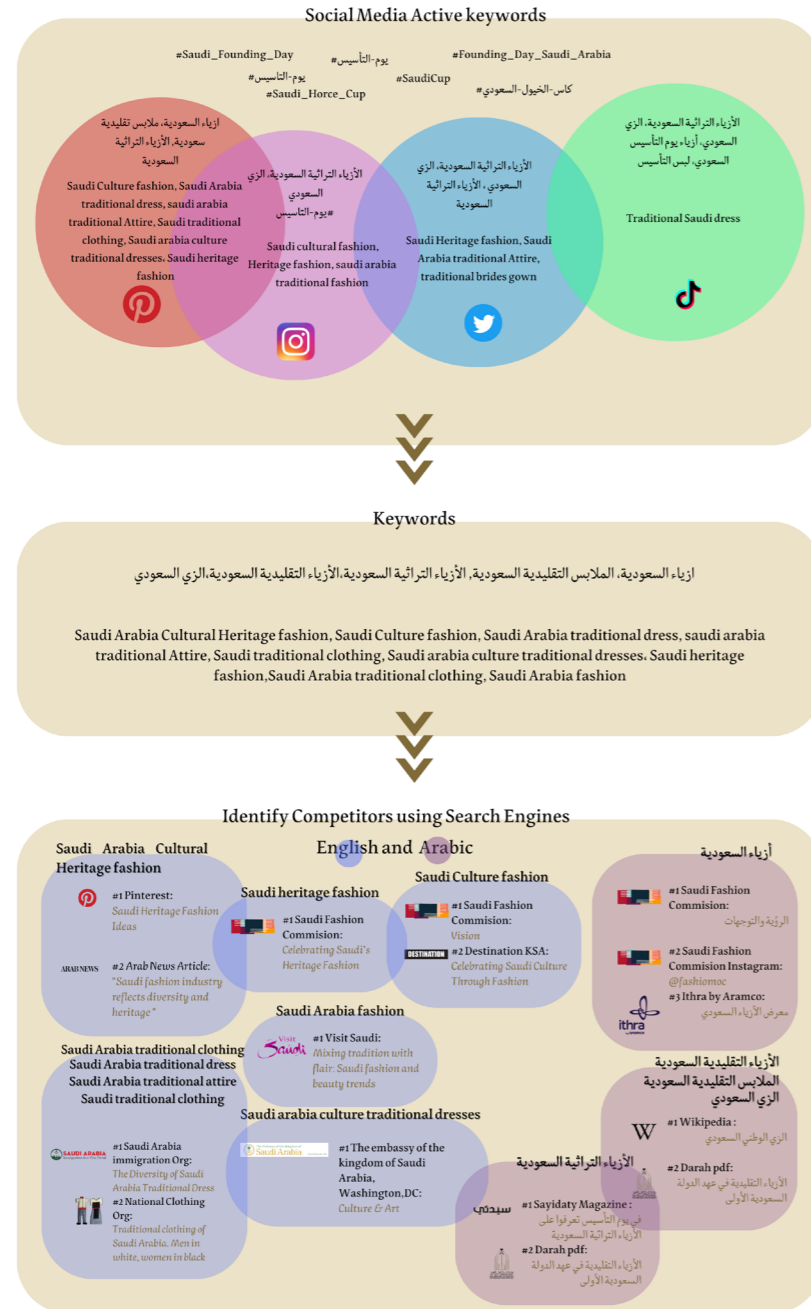 Social Media Active keywords
#Saudi_Founding_Day
#يوم-التأسيس
#Founding_Day_Saudi_Arabia
#يوم-التاسيس
#SaudiCup
#Saudi_Horce_Cup
#كاس-الخيول-السعودي
ازياء السعودية، ملابس تقليدية
سعودية, الأزياء التراثية
السعودية
Saudi Culture fashion, Saudi Arabia
traditional dress, saudi arabia
traditional Attire, Saudi traditional
clothing, Saudi arabia culture
traditional dresses، Saudi heritage
fashion
الأزياء التراثية السعودية، الزي
السعودي
#يوم-التاسيس
Saudi cultural fashion,
Heritage fashion, saudi arabia
traditional fashion
الأزياء التراثية السعودية، الزي
السعودي ، الأزياء التراثية
السعودية
Saudi Heritage fashion, Saudi
Arabia traditional Attire,
traditional brides gown
الأزياء التراثية السعودية، الزي
السعودي، أزياء يوم التأسيس
السعودي، لبس التأسيس
Traditional Saudi dress
Keywords
ازياء السعودية، الملابس التقليدية السعودية, الأزياء التراثية السعودية،الأزياء التقليدية السعودية،الزي السعودي
Saudi Arabia Cultural Heritage fashion, Saudi Culture fashion, Saudi Arabia traditional dress, saudi arabia
traditional Attire, Saudi traditional clothing, Saudi arabia culture traditional dresses، Saudi heritage
fashion,Saudi Arabia traditional clothing, Saudi Arabia fashion
Identify Competitors using Search Engines
English and Arabic
Saudi Arabia Cultural
Heritage fashion
#1 Pinterest:
Saudi Heritage Fashion
Ideas
ARAB NEWS
#2 Arab News Article:
"Saudi fashion industry
reflects diversity and
heritage "
Saudi heritage fashion
#1 Saudi Fashion
Commision:
Celebrating Saudi's
Heritage Fashion
Saudi Culture fashion
#1 Saudi Fashion
Commision:
Vision
DESTINATION
#2 Destination KSA:
Celebrating Saudi Culture
Through Fashion
أزياء السعودية
#1 Saudi Fashion
Commision:
الرؤية والتوجهات
#2 Saudi Fashion
Commision Instagram:
@fashionmoc
#3 Ithra by Aramco:
معرض الأزياء السعودي
ithra
Saudi Arabia fashion
Visit
Saudi
#1 Visit Saudi:
Mixing tradition with
flair: Saudi fashion and
beauty trends
Saudi Arabia traditional clothing
Saudi Arabia traditional dress
Saudi Arabia traditional attire
Saudi traditional clothing
SAUDI ARABIA
#1 Saudi Arabia
immigration Org:
The Diversity of Saudi
Arabia Traditional Dress
#2 National Clothing
Org:
Traditional clothing of
Saudi Arabia. Men in
white, women in black
Saudi arabia culture traditional dresses
Saudi Arabia
#1 The embassy of the
kingdom of Saudi
Arabia,
Washington,DC:
Culture & Art
الأزياء التقليدية السعودية
الملابس التقليدية السعودية
الزي السعودي
W
#1 Wikipedia :
الزي الوطني السعودي
#2 Darah pdf:
الأزياء التقليدية في عهد الدولة
السعودية الأولى
الأزياء التراثية السعودية
سيدتي
#1 Sayidaty Magazine :
في يوم التأسيس تعرفوا على
الأزياء التراثية السعودية
#2 Darah pdf:
الأزياء التقليدية في عهد الدولة
السعودية الأولى